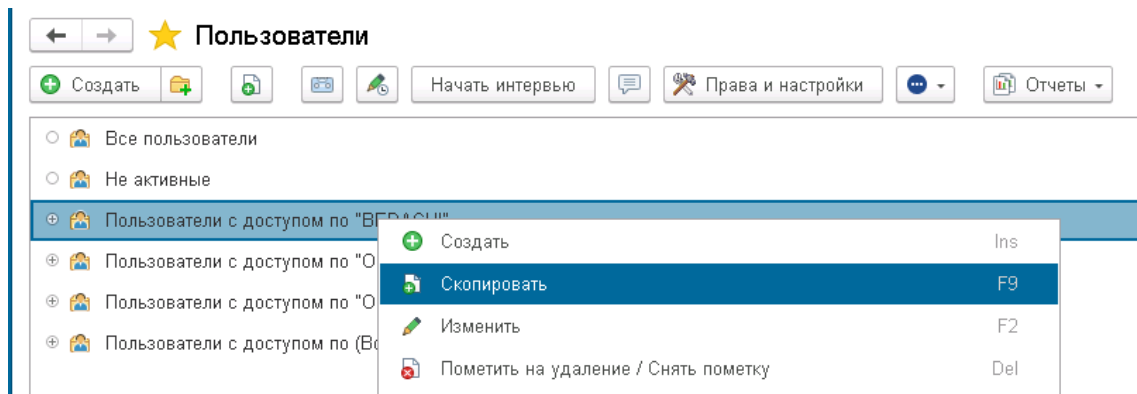 Пользователи
Создать Начать интервью Права и настройки Отчеты
Все пользователи
Не активные
Пользователи с доступом по
Создать Ins
Пользователи с доступом по "О
Скопировать F9
Пользователи с доступом по "О
Изменить F2
Пользователи с доступом по (Вс
Пометить на удаление / Снять пометку Del